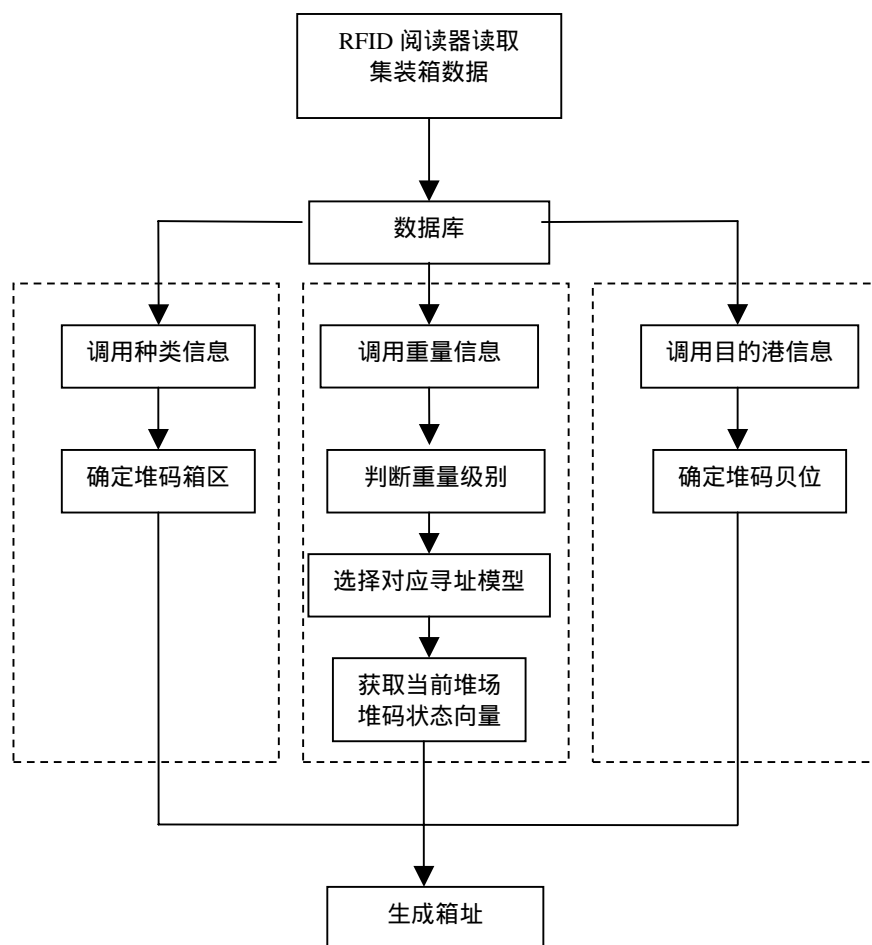 RFID 阅读器读取
集装箱数据
数据库
调用种类信息
调用重量信息
调用目的港信息
确定堆码箱区
判断重量级别
确定堆码贝位
选择对应寻址模型
获取当前堆场
堆码状态向量
生成箱址